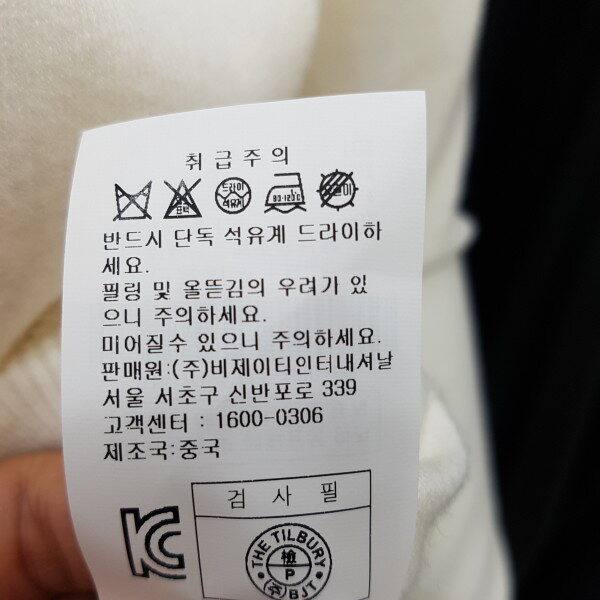 취급주의
표백
드라이
석유계
80-120℃
반드시 단독 석유계 드라이하
세요.
필링 및 올뜯김의 우려가 있
으니 주의하세요.
미어질수 있으니 주의하세요.
판매원:(주)비제이티인터내셔날
서울 서초구 신반포로 339
고객센터 : 1600-0306
제조국:중국
검 사 필
THE TILBURY
檢
P
(주)BJT